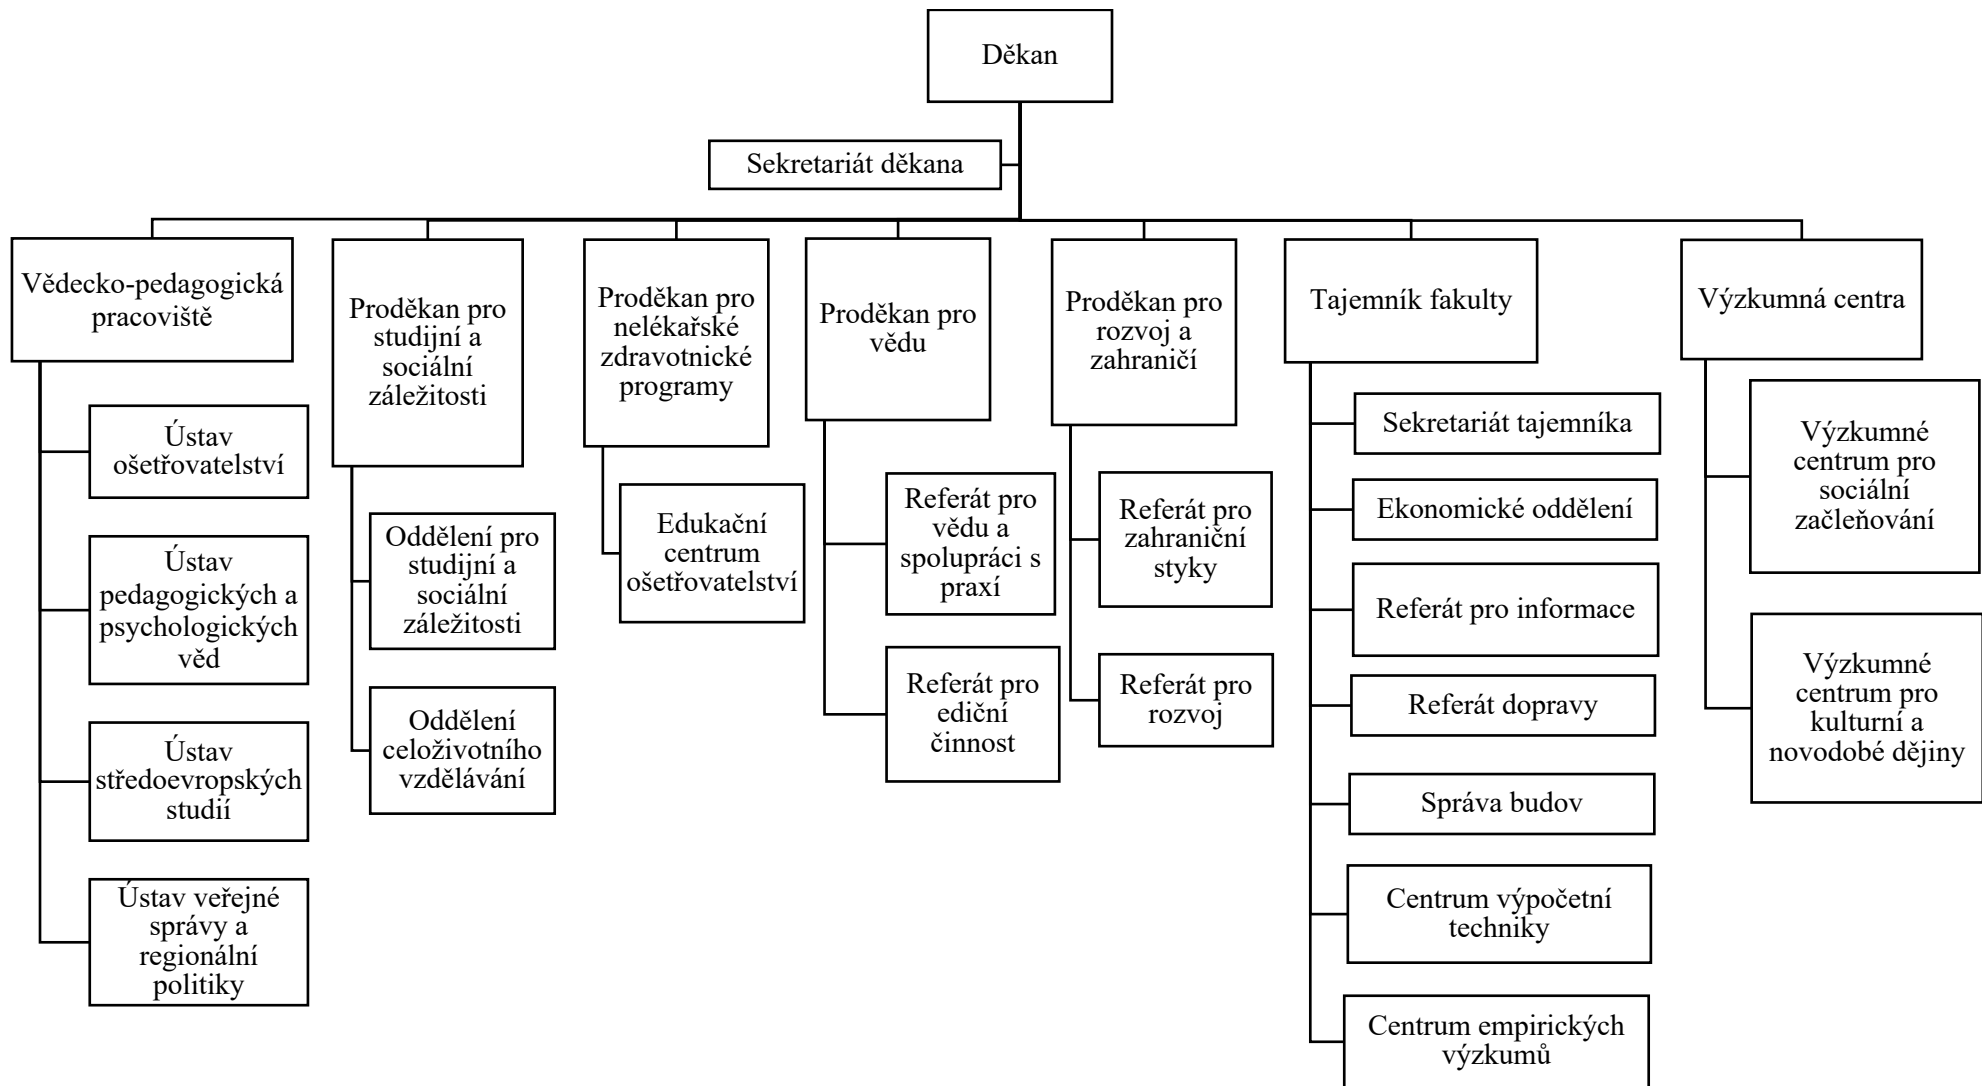 Děkan
Sekretariát děkana
Vědecko-pedagogická
pracoviště
Ústav
ošetřovatelství
Ústav
pedagogických a
psychologických
věd
Ústav
středoevropských
studií
Ústav veřejné
správy a
regionální
politiky
Proděkan pro
studijní a
sociální
záležitosti
Oddělení pro
studijní a
sociální
záležitosti
Oddělení
celoživotního
vzdělávání
Proděkan pro
nelékařské
zdravotnické
programy
Edukační
centrum
ošetřovatelství
Proděkan pro
vědu
Referát pro
vědu a
spolupráci s
praxí
Referát pro
ediční
činnost
Proděkan pro
rozvoj a
zahraničí
Referát pro
zahraniční
styky
Referát pro
rozvoj
Tajemník fakulty
Sekretariát tajemníka
Ekonomické oddělení
Referát pro informace
Referát dopravy
Správa budov
Centrum výpočetní
techniky
Centrum empirických
výzkumů
Výzkumná centra
Výzkumné
centrum pro
sociální
začleňování
Výzkumné
centrum pro
kulturní a
novodobé dějiny